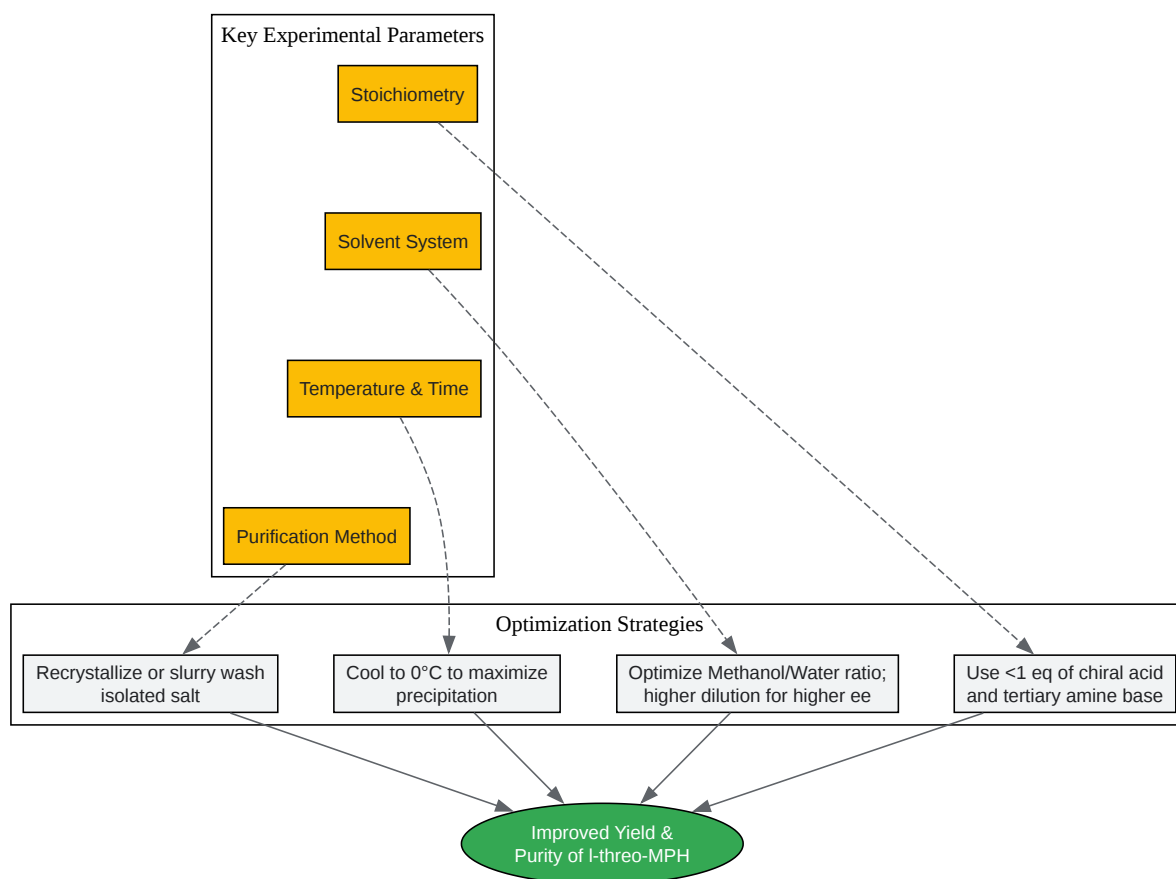 Key Experimental Parameters
Stoichiometry
Solvent System
Temperature & Time
Purification Method
Optimization Strategies
Recrystallize or slurry wash
isolated salt
Cool to 0°C to maximize
precipitation
Optimize Methanol/Water ratio;
higher dilution for higher ee
Use <1 eq of chiral acid
and tertiary amine base
Improved Yield &
Purity of l-threo-MPH